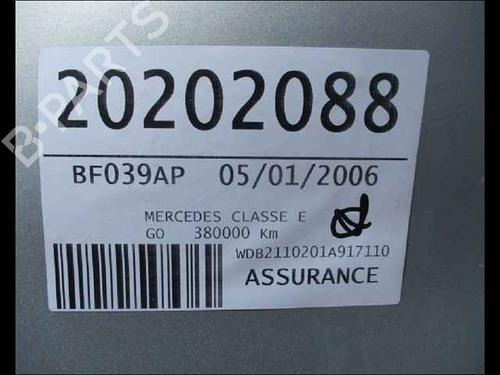 20202088
B-PARTS
BF039AP 05/01/2006
MERCEDES CLASSE E
GO 380000 Km
WDB2110201A917110
ASSURANCE